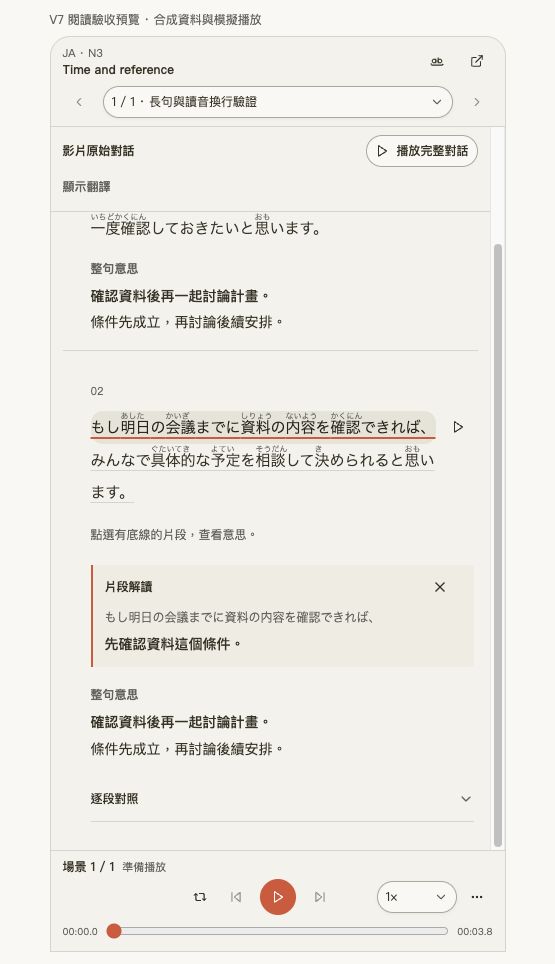 V7 閱讀驗收預覽 · 合成資料與模擬播放
JA · N3
Time and reference
ab
1 / 1 · 長句與讀音換行驗證
影片原始對話
播放完整對話
顯示翻譯
いちどかくにん おも
一度確認しておきたいと思います。
整句意思
確認資料後再一起討論計畫。
條件先成立，再討論後續安排。
02
あした かいぎ しりょう ないよう かくにん
もし明日の会議までに資料の内容を確認できれば、
ぐたいてき よてい そうだん き おも
みんなで具体的な予定を相談して決められると思い
ます。
點選有底線的片段，查看意思。
片段解讀
もし明日の会議までに資料の内容を確認できれば、
先確認資料這個條件。
整句意思
確認資料後再一起討論計畫。
條件先成立，再討論後續安排。
逐段對照
場景 1 / 1 準備播放
1x
00:00.0
00:03.8